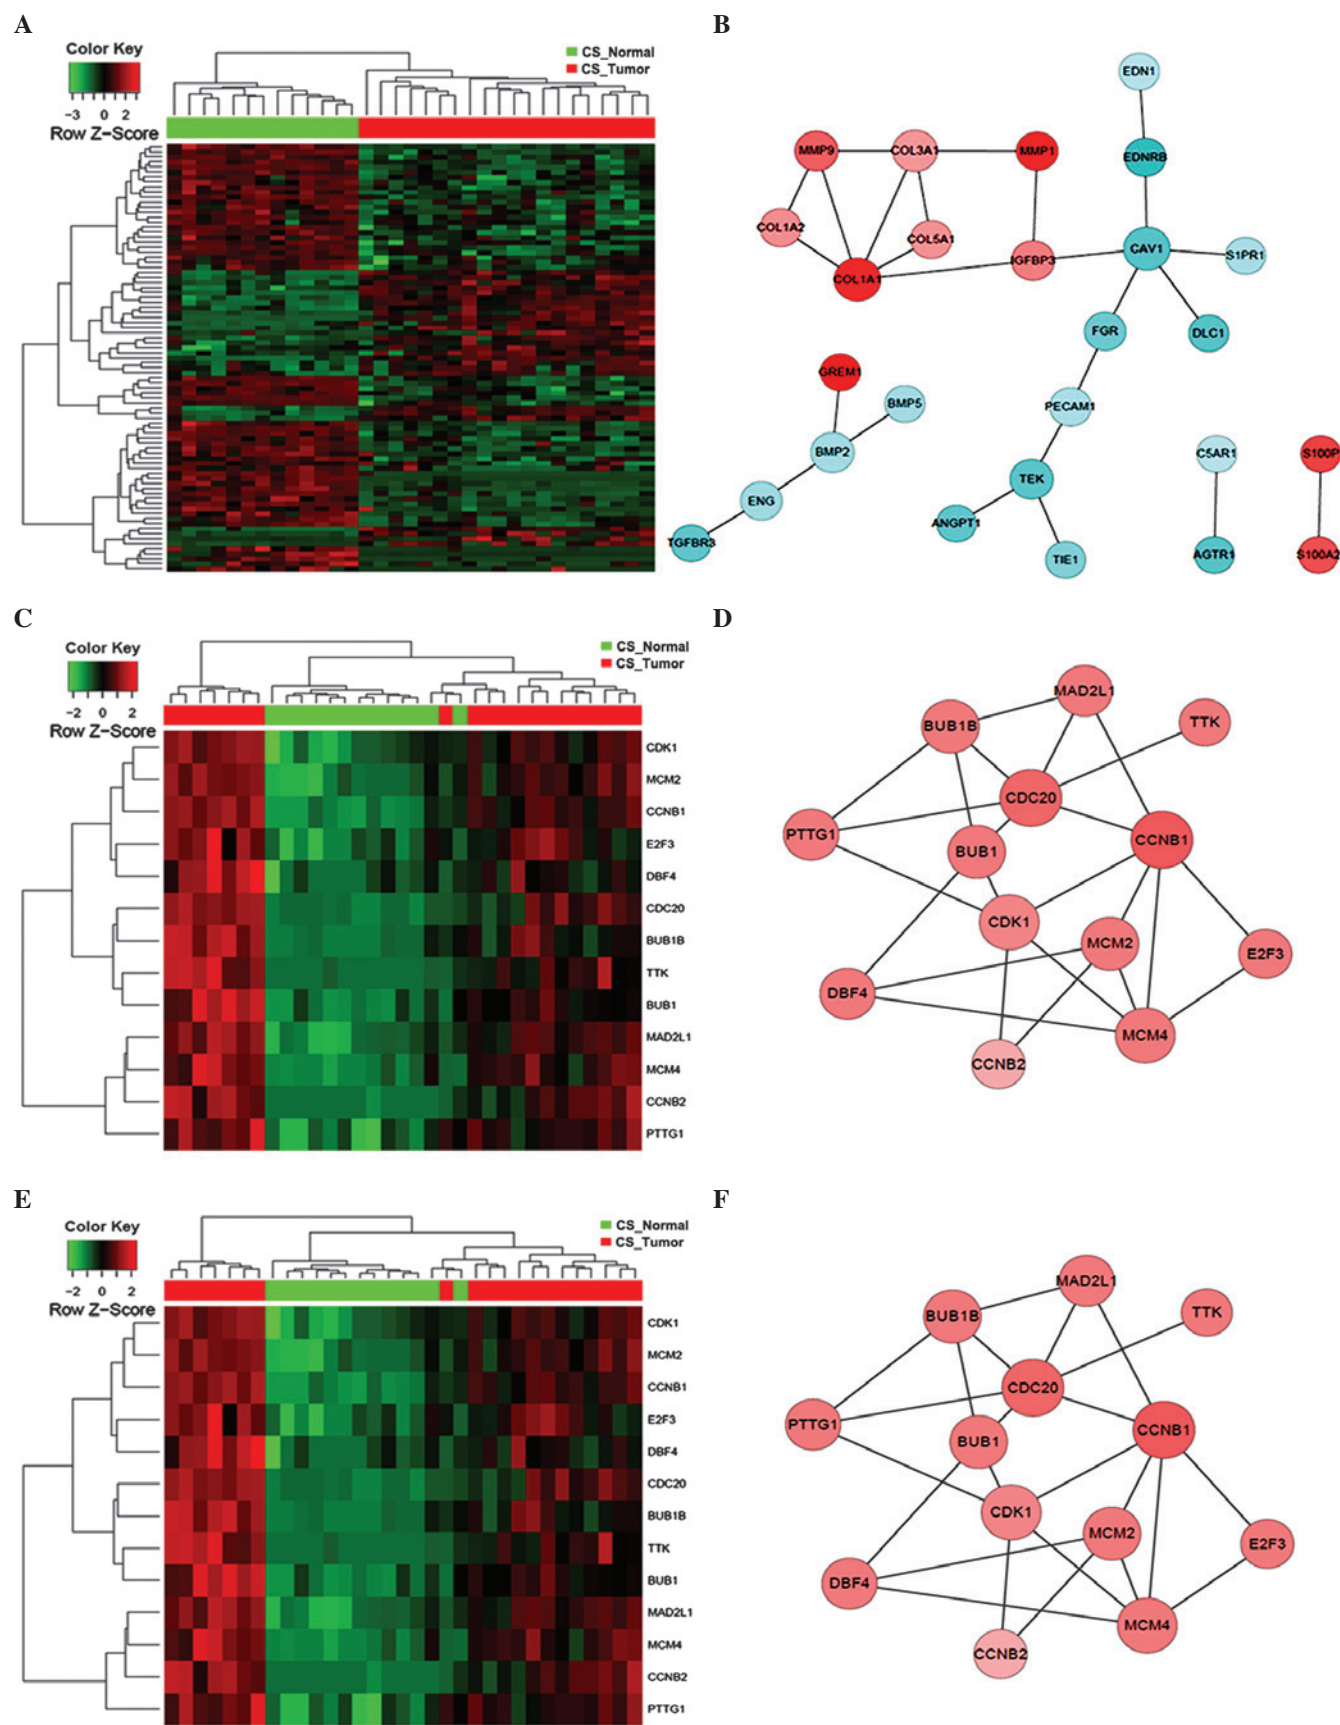 A
Color Key
-3 0 2
Row Z-Score
CS_Normal
CS_Tumor
B
EDN1
MMP9
COL3A1
MMP1
EDNRB
COL1A2
COL5A1
CAV1
S1PR1
IGFBP3
COL1A1
FGR
DLC1
GREM1
BMP5
PECAM1
BMP2
C5AR1
S100P
TEK
ENG
ANGPT1
TGFBR3
TIE1
AGTR1
S100A2
C
Color Key
-2 0 2
Row Z-Score
CS_Normal
CS_Tumor
CDK1
MCM2
CCNB1
E2F3
DBF4
CDC20
BUB1B
TTK
BUB1
MAD2L1
MCM4
CCNB2
PTTG1
D
MAD2L1
TTK
BUB1B
CDC20
PTTG1
CCNB1
BUB1
CDK1
MCM2
E2F3
DBF4
MCM4
CCNB2
E
Color Key
-2 0 2
Row Z-Score
CS_Normal
CS_Tumor
CDK1
MCM2
CCNB1
E2F3
DBF4
CDC20
BUB1B
TTK
BUB1
MAD2L1
MCM4
CCNB2
PTTG1
F
MAD2L1
TTK
BUB1B
CDC20
PTTG1
CCNB1
BUB1
CDK1
MCM2
E2F3
DBF4
MCM4
CCNB2